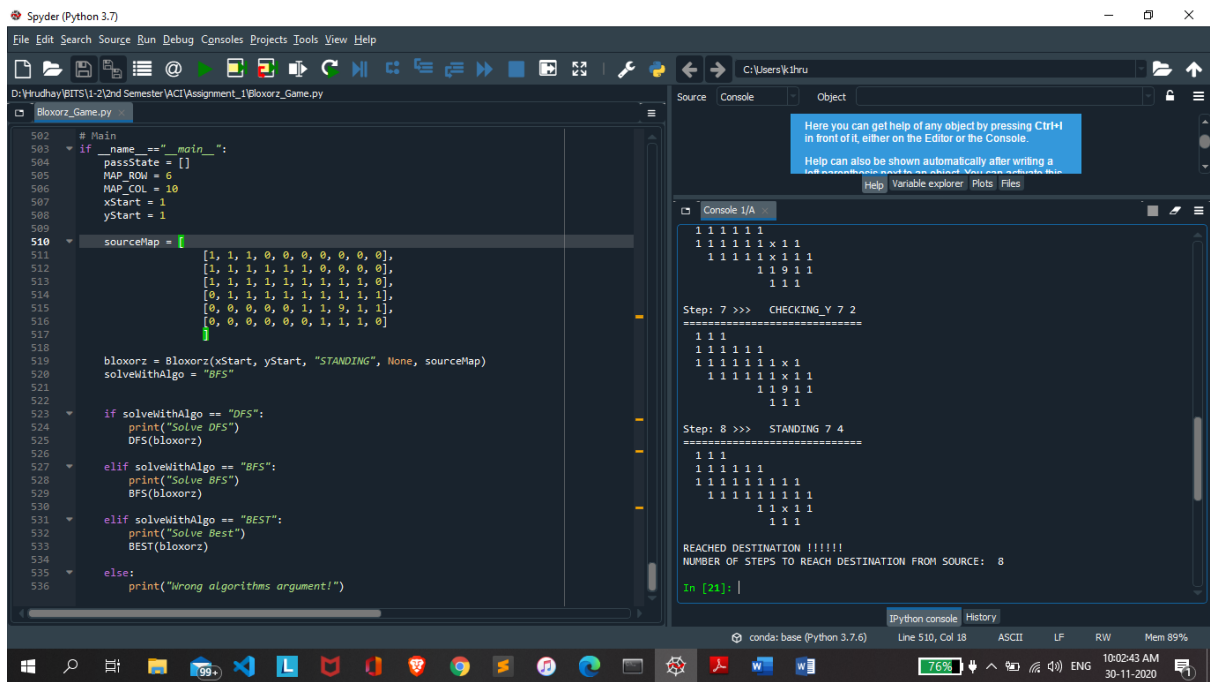 Spyder (Python 3.7)
File Edit Search Source Run Debug Consoles Projects Tools View Help
C:\Users\k1hru
D:\Hrudhay\BITS\1-2\2nd Semester\ACI\Assignment_1\Bloxorz_Game.py
Bloxorz_Game.py
502 # Main
503 if __name__=="__main__":
504 passState = []
505 MAP_ROW = 6
506 MAP_COL = 10
507 xStart = 1
508 yStart = 1
509
510 sourceMap = [
511 [1, 1, 1, 0, 0, 0, 0, 0, 0, 0],
512 [1, 1, 1, 1, 1, 1, 0, 0, 0, 0],
513 [1, 1, 1, 1, 1, 1, 1, 1, 1, 0],
514 [0, 1, 1, 1, 1, 1, 1, 1, 1, 1],
515 [0, 0, 0, 0, 0, 1, 1, 9, 1, 1],
516 [0, 0, 0, 0, 0, 0, 1, 1, 1, 0]
517 ]
518
519 bloxorz = Bloxorz(xStart, yStart, "STANDING", None, sourceMap)
520 solveWithAlgo = "BFS"
521
522
523 if solveWithAlgo == "DFS":
524 print("Solve DFS")
525 DFS(bloxorz)
526
527 elif solveWithAlgo == "BFS":
528 print("Solve BFS")
529 BFS(bloxorz)
530
531 elif solveWithAlgo == "BEST":
532 print("Solve Best")
533 BEST(bloxorz)
534
535 else:
536 print("Wrong algorithms argument!")
Source Console Object
Here you can get help of any object by pressing Ctrl+I
in front of it, either on the Editor or the Console.
Help can also be shown automatically after writing a
left parenthesis next to an object. You can activate this
Help Variable explorer Plots Files
Console 1/A
1 1 1 1 1 1
1 1 1 1 1 1 x 1 1
1 1 1 1 1 x 1 1 1
1 1 9 1 1
1 1 1
Step: 7 >>> CHECKING_Y 7 2
=============================
1 1 1
1 1 1 1 1 1
1 1 1 1 1 1 1 x 1
1 1 1 1 1 1 x 1 1
1 1 9 1 1
1 1 1
Step: 8 >>> STANDING 7 4
=============================
1 1 1
1 1 1 1 1 1
1 1 1 1 1 1 1 1 1
1 1 1 1 1 1 1 1 1
1 1 x 1 1
1 1 1
REACHED DESTINATION !!!!!!
NUMBER OF STEPS TO REACH DESTINATION FROM SOURCE: 8
In [21]:
IPython console History
conda: base (Python 3.7.6) Line 510, Col 18 ASCII LF RW Mem 89%
99+
76% ENG 10:02:43 AM
30-11-2020